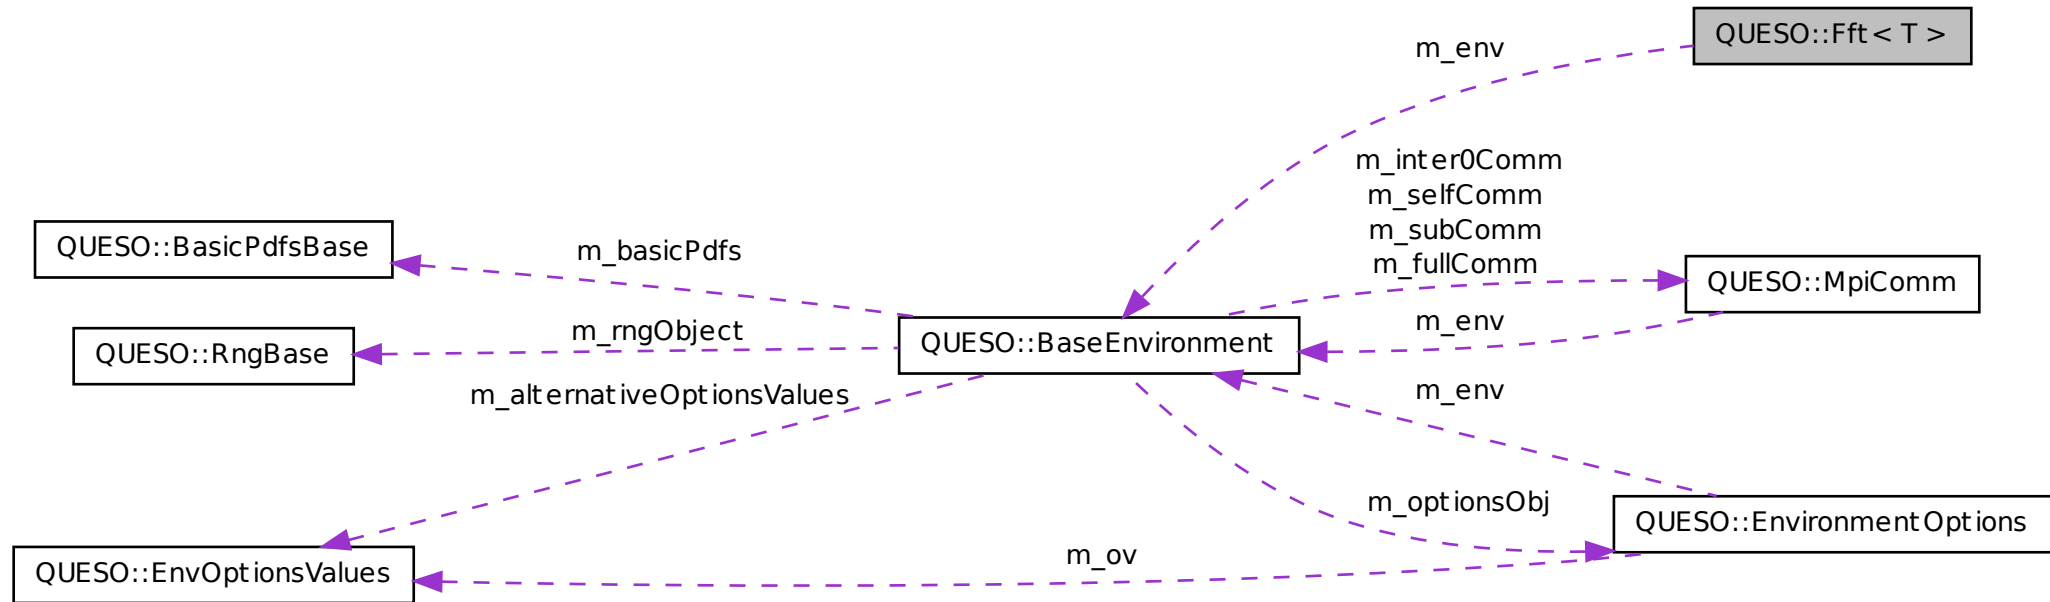 QUESO::Fft< T >
m_env
m_inter0Comm
m_selfComm
m_subComm
m_fullComm
QUESO::BasicPdfsBase
m_basicPdfs
QUESO::MpiComm
m_rngObject
m_env
QUESO::RngBase
QUESO::BaseEnvironment
m_alternativeOptionsValues
m_env
m_optionsObj
QUESO::EnvironmentOptions
m_ov
QUESO::EnvOptionsValues